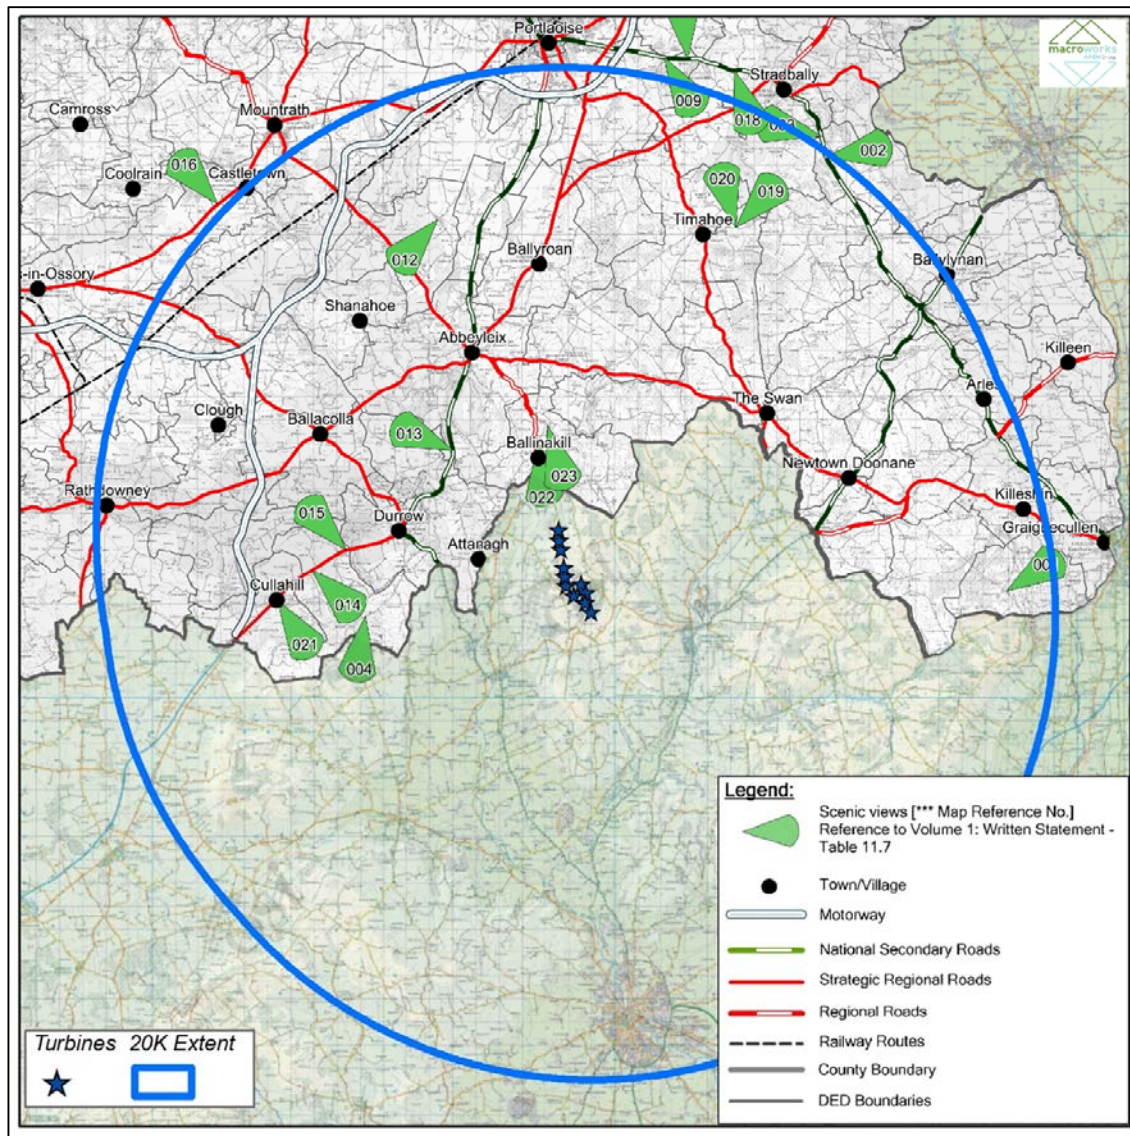 Portlaoise
macroworks
Stradbally
009
Camross
Mountrath
018
002
016
Coolrain
Castletown
020
019
Timahoe
012
Ballyroan
-in-Ossory
Ballylynan
Shanahoe
Abbeyleix
Killeen
Arles
The Swan
Clough
Ballacolla
013
Ballinakill
023
Newtown Doonane
Rathdowney
022
Killeshin
015
Durrow
Graiguecullen
Attanagh
Cullahill
014
021
004
Legend:
Scenic views [*** Map Reference No.]
Reference to Volume 1: Written Statement -
Table 11.7
Town/Village
Motorway
National Secondary Roads
Strategic Regional Roads
Regional Roads
Railway Routes
County Boundary
DED Boundaries
Turbines 20K Extent